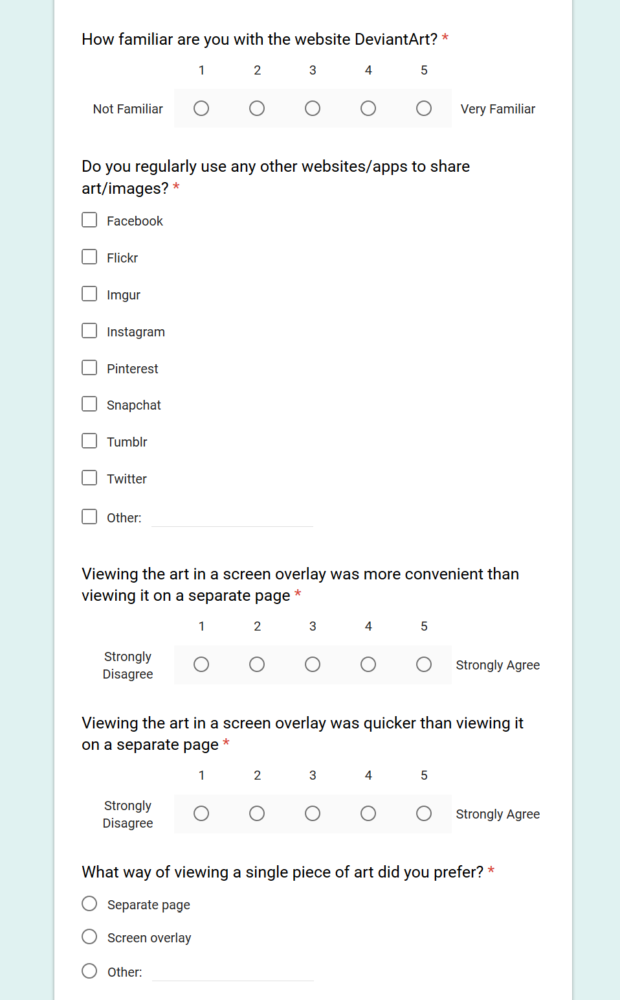 How familiar are you with the website DeviantArt? *
1 2 3 4 5
Not Familiar Very Familiar
Do you regularly use any other websites/apps to share
art/images? *
Facebook
Flickr
Imgur
Instagram
Pinterest
Snapchat
Tumblr
Twitter
Other:
Viewing the art in a screen overlay was more convenient than
viewing it on a separate page *
1 2 3 4 5
Strongly
Disagree
Strongly Agree
Viewing the art in a screen overlay was quicker than viewing it
on a separate page *
1 2 3 4 5
Strongly
Disagree
Strongly Agree
What way of viewing a single piece of art did you prefer? *
Separate page
Screen overlay
Other: